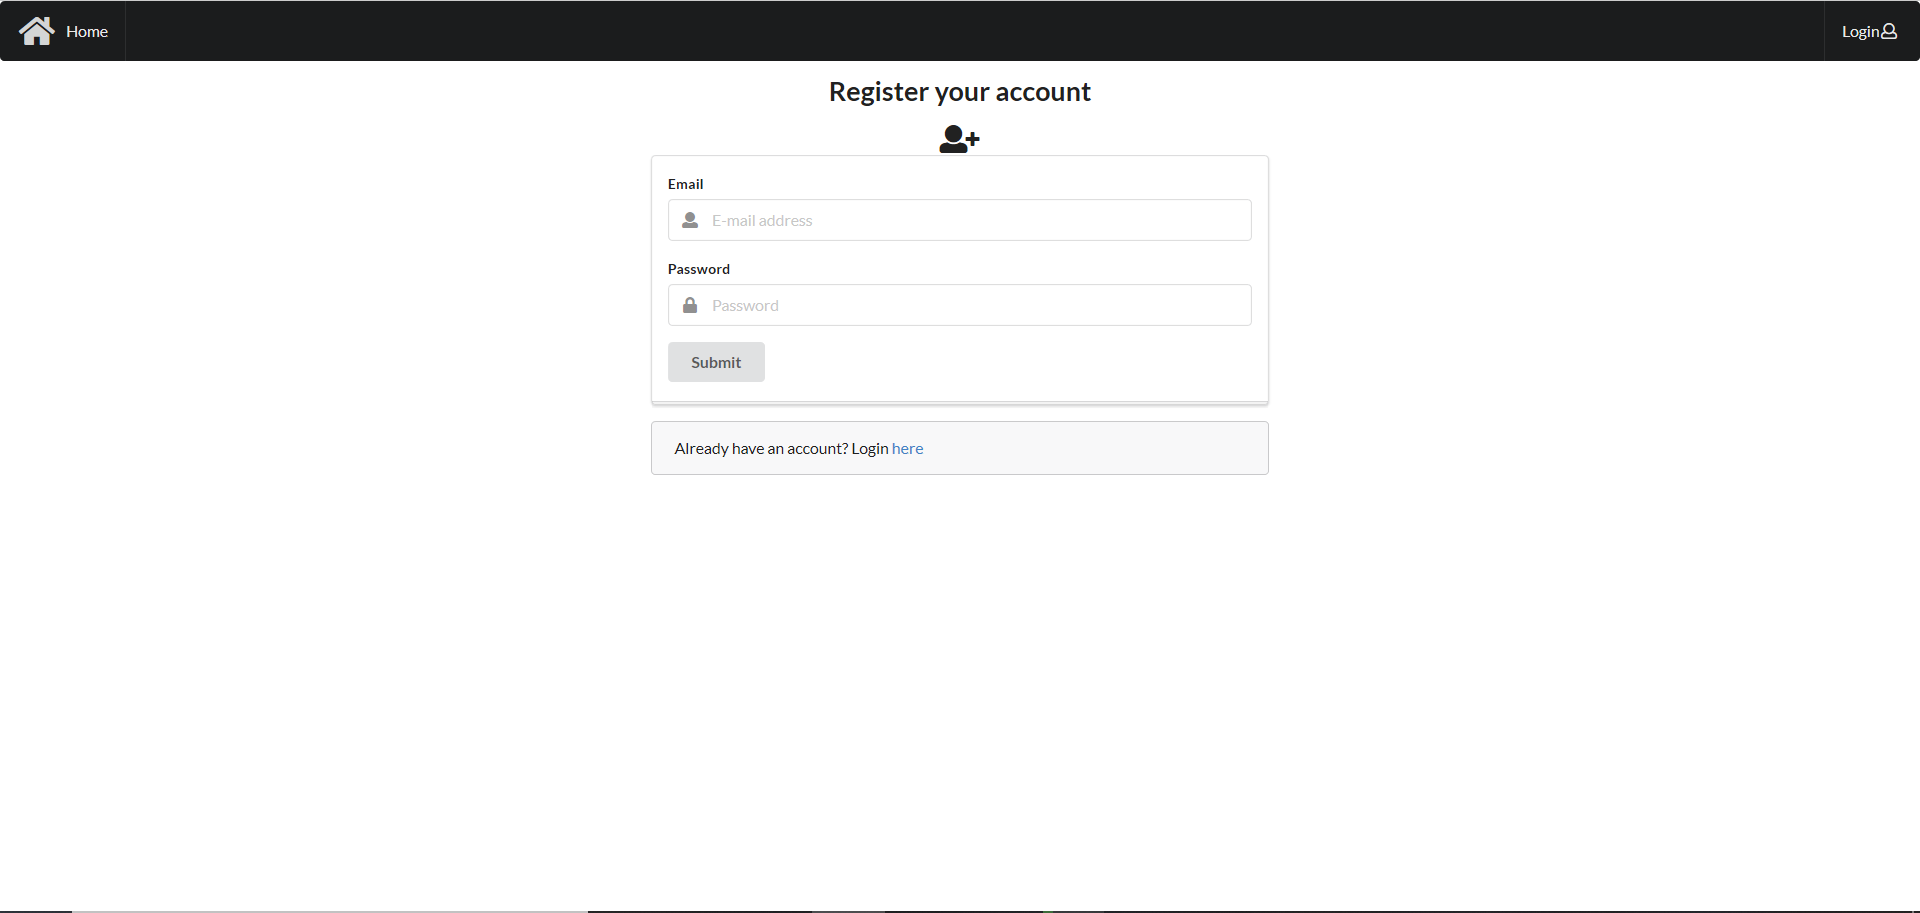 Home
Login
Register your account
Email
E-mail address
Password
Password
Submit
Already have an account? Login here